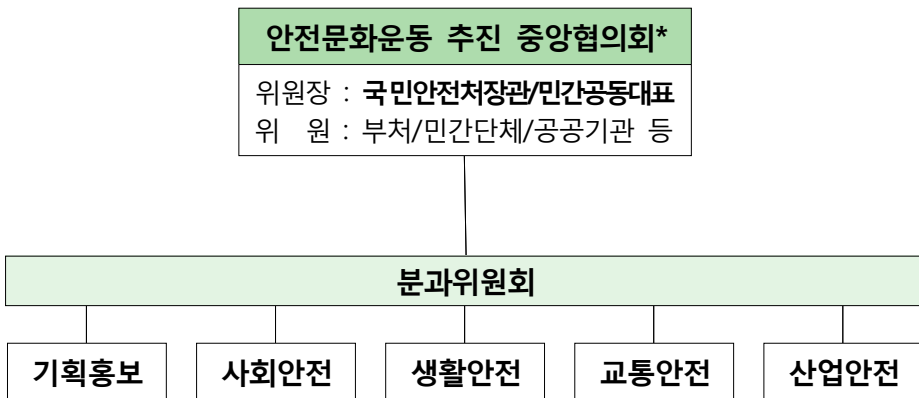 안전문화운동 추진 중앙협의회*
위원장 : 국민안전처장관/민간공동대표
위 원 : 부처/민간단체/공공기관 등
분과위원회
기획홍보 사회안전 생활안전 교통안전 산업안전